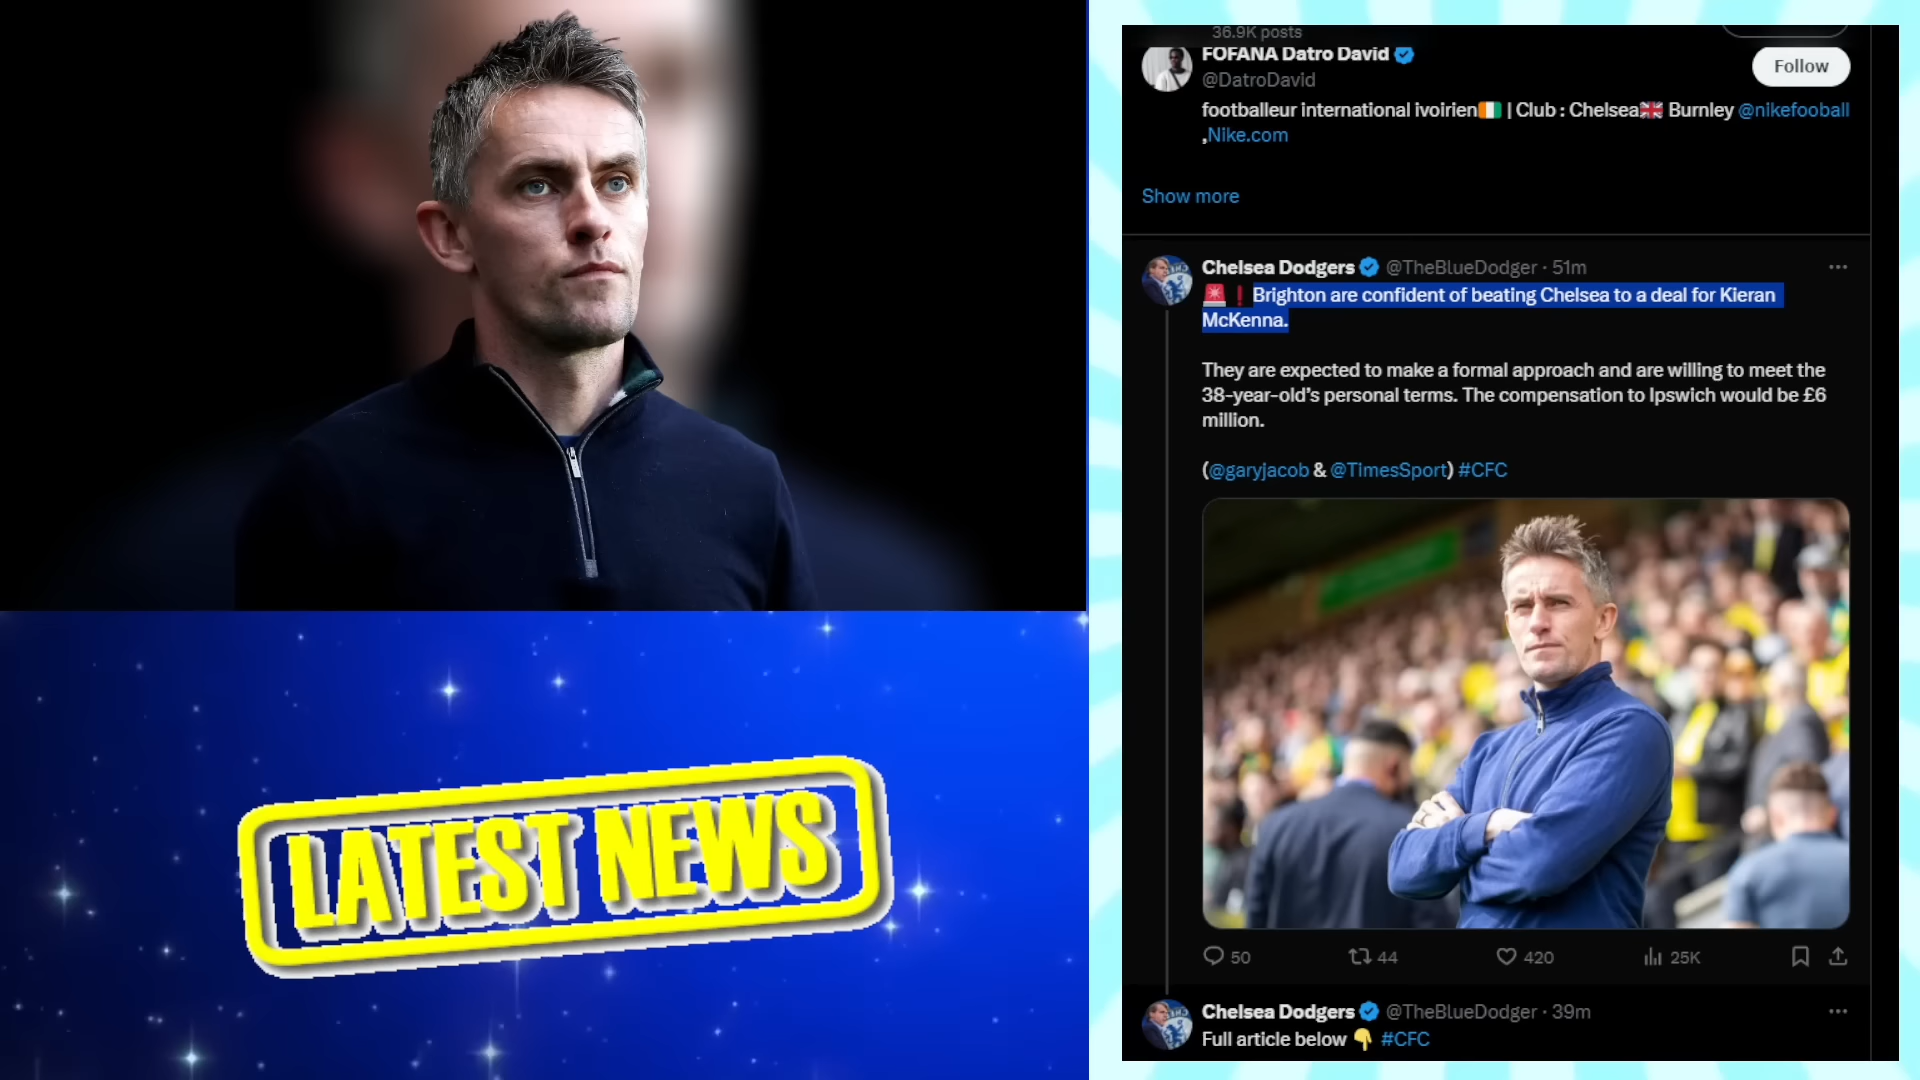 LATEST NEWS
36.9K posts
FOFANA Datro David
@DatroDavid
Follow
footballeur international ivoirien🇨🇮 | Club : Chelsea🇬🇧 Burnley @nikefooball
,Nike.com
Show more
Chelsea Dodgers @TheBlueDodger · 51m
🚨❗Brighton are confident of beating Chelsea to a deal for Kieran
McKenna.
They are expected to make a formal approach and are willing to meet the
38-year-old’s personal terms. The compensation to Ipswich would be £6
million.
(@garyjacob & @TimesSport) #CFC
50 44 420 25K
Chelsea Dodgers @TheBlueDodger · 39m
Full article below 👇 #CFC